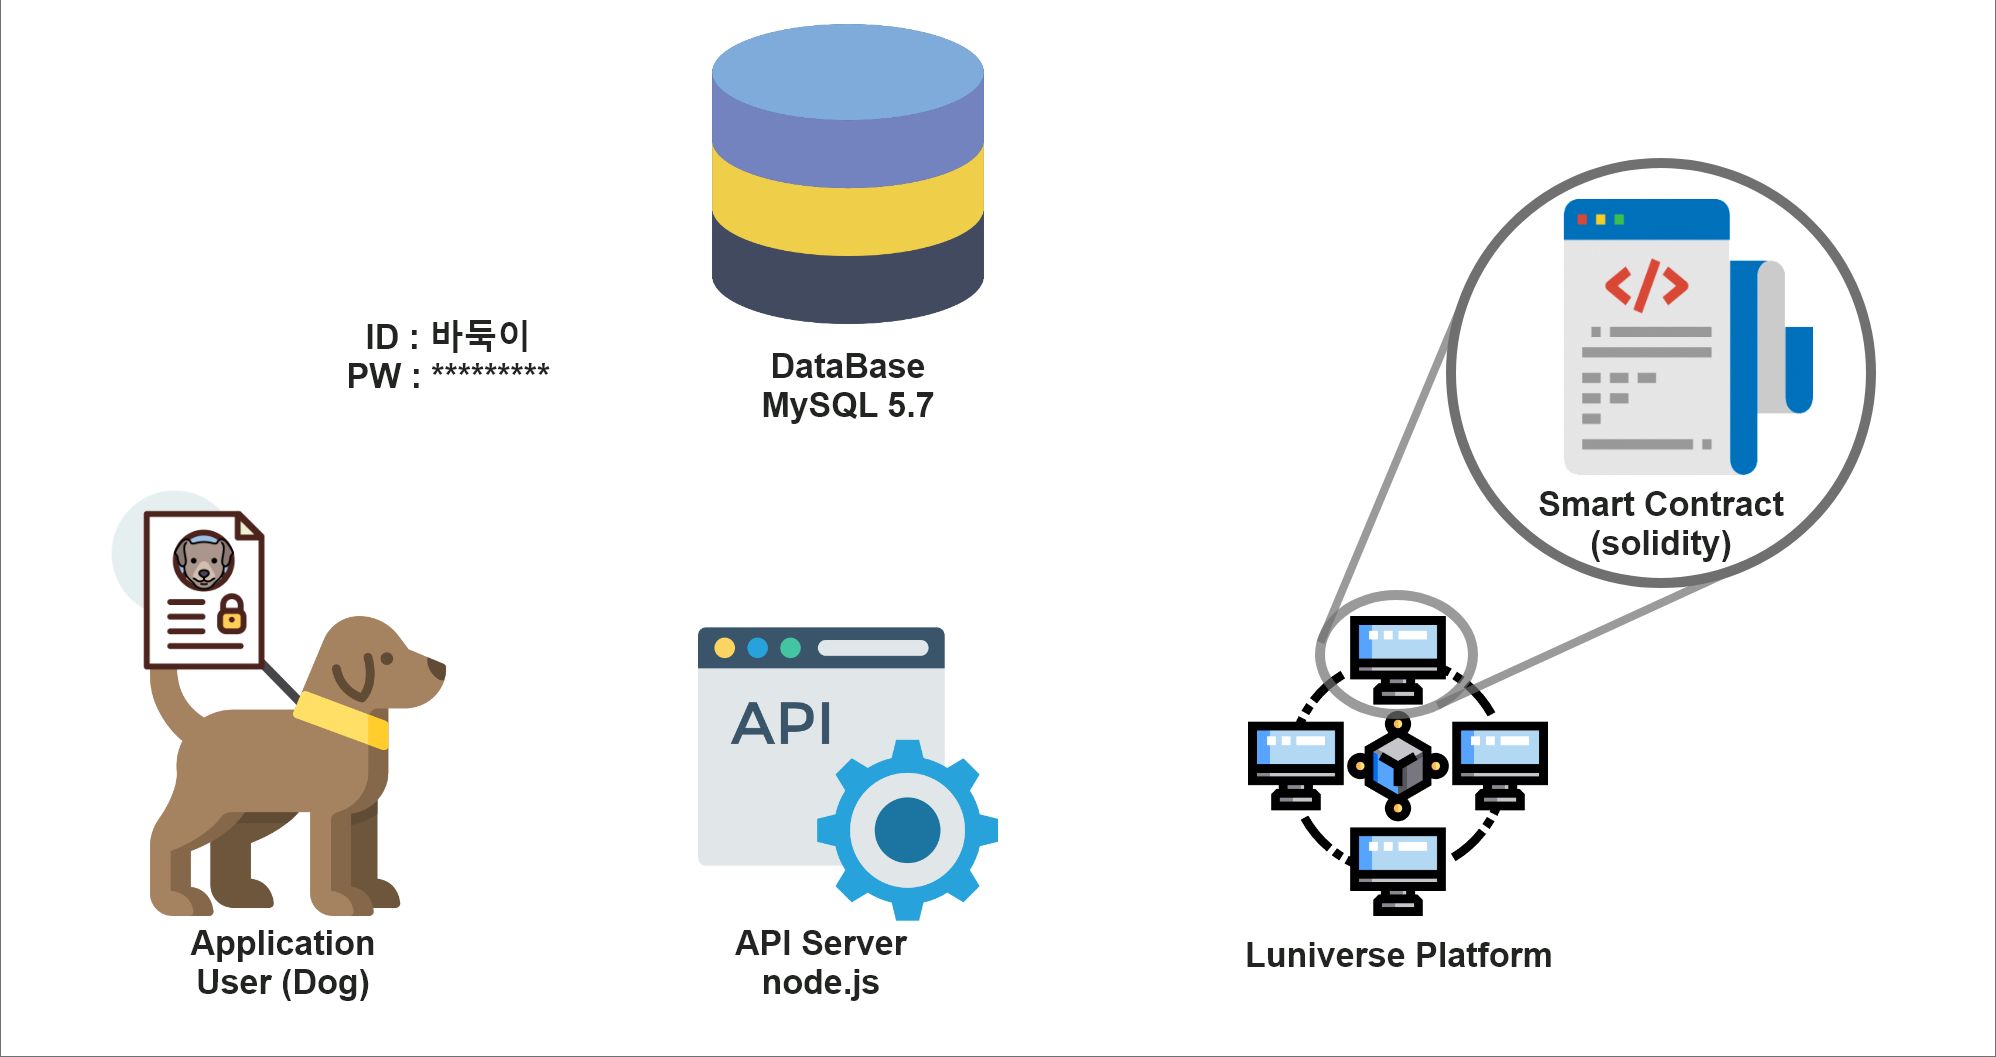 ID : 바둑이
PW : *********
DataBase
MySQL 5.7
Smart Contract
(solidity)
API
Application
User (Dog)
API Server
node.js
Luniverse Platform